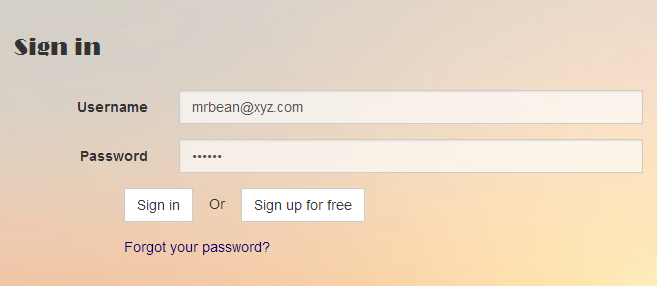 Sign in
Username mrbean@xyz.com
Password ••••••
Sign in Or Sign up for free
Forgot your password?